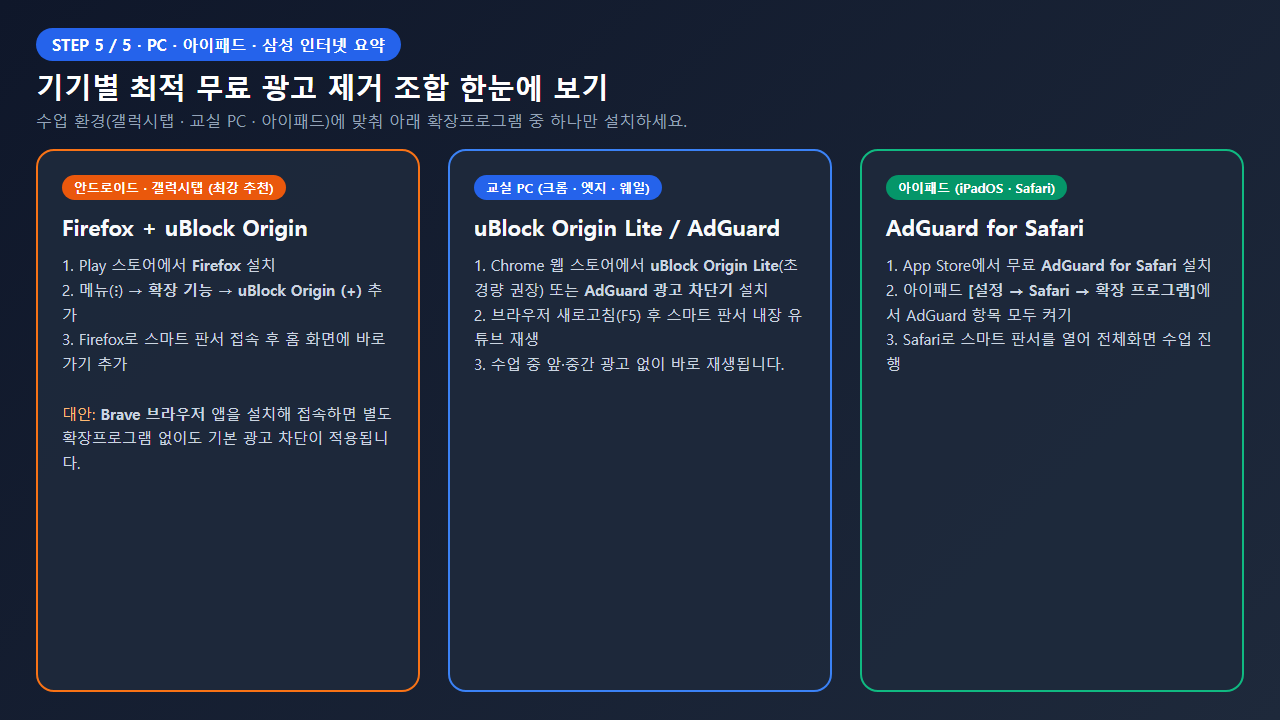 STEP 5 / 5 · PC · 아이패드 · 삼성 인터넷 요약
기기별 최적 무료 광고 제거 조합 한눈에 보기
수업 환경(갤럭시탭 · 교실 PC · 아이패드)에 맞춰 아래 확장프로그램 중 하나만 설치하세요.
안드로이드 · 갤럭시탭 (최강 추천)
Firefox + uBlock Origin
1. Play 스토어에서 Firefox 설치
2. 메뉴(⋮) → 확장 기능 → uBlock Origin (+) 추
가
3. Firefox로 스마트 판서 접속 후 홈 화면에 바로
가기 추가
대안: Brave 브라우저 앱을 설치해 접속하면 별도
확장프로그램 없이도 기본 광고 차단이 적용됩니
다.
교실 PC (크롬 · 엣지 · 웨일)
uBlock Origin Lite / AdGuard
1. Chrome 웹 스토어에서 uBlock Origin Lite(초
경량 권장) 또는 AdGuard 광고 차단기 설치
2. 브라우저 새로고침(F5) 후 스마트 판서 내장 유
튜브 재생
3. 수업 중 앞·중간 광고 없이 바로 재생됩니다.
아이패드 (iPadOS · Safari)
AdGuard for Safari
1. App Store에서 무료 AdGuard for Safari 설치
2. 아이패드 [설정 → Safari → 확장 프로그램]에
서 AdGuard 항목 모두 켜기
3. Safari로 스마트 판서를 열어 전체화면 수업 진
행